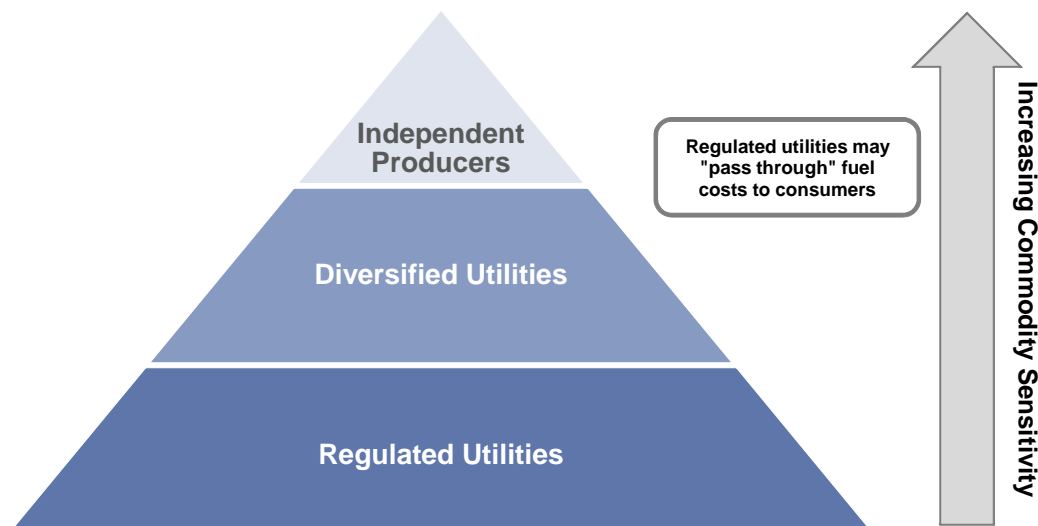 Independent
Producers
Regulated utilities may
"pass through" fuel
costs to consumers
Diversified Utilities
Regulated Utilities
Increasing Commodity Sensitivity